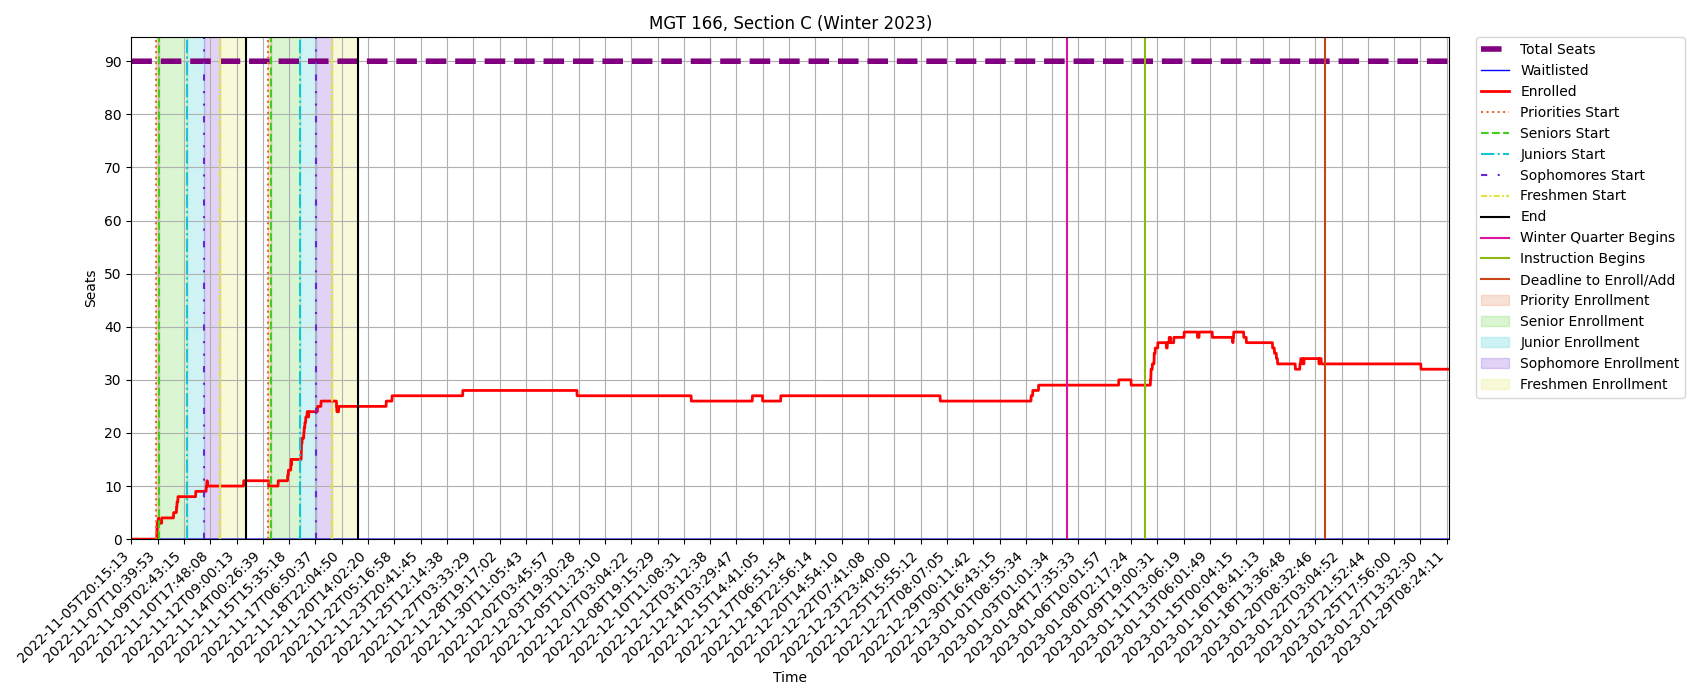 MGT 166, Section C (Winter 2023)
90
80
70
60
50
40
30
20
10
0
Seats
2022-11-05T20:15:13
2022-11-07T10:39:53
2022-11-09T02:43:15
2022-11-10T17:48:08
2022-11-12T09:00:13
2022-11-14T00:26:39
2022-11-15T15:35:18
2022-11-17T06:50:37
2022-11-18T22:04:50
2022-11-20T14:02:20
2022-11-22T05:16:58
2022-11-23T20:41:45
2022-11-25T12:14:38
2022-11-27T03:33:29
2022-11-28T19:17:02
2022-11-30T11:05:43
2022-12-02T03:45:57
2022-12-03T19:30:28
2022-12-05T11:23:10
2022-12-07T03:04:22
2022-12-08T19:15:29
2022-12-10T11:08:31
2022-12-12T03:12:38
2022-12-14T03:29:47
2022-12-15T14:41:05
2022-12-17T06:51:54
2022-12-18T22:56:14
2022-12-20T14:54:10
2022-12-22T07:41:08
2022-12-23T23:40:00
2022-12-25T15:55:12
2022-12-27T08:07:05
2022-12-29T00:11:42
2022-12-30T16:43:15
2023-01-01T08:55:34
2023-01-03T01:01:34
2023-01-04T17:35:33
2023-01-06T10:01:57
2023-01-08T02:17:24
2023-01-09T19:00:31
2023-01-11T13:06:19
2023-01-13T06:01:49
2023-01-15T00:04:15
2023-01-16T18:41:13
2023-01-18T13:36:48
2023-01-20T08:32:46
2023-01-22T03:04:52
2023-01-23T21:52:44
2023-01-25T17:56:00
2023-01-27T13:32:30
2023-01-29T08:24:11
Time
Total Seats
Waitlisted
Enrolled
Priorities Start
Seniors Start
Juniors Start
Sophomores Start
Freshmen Start
End
Winter Quarter Begins
Instruction Begins
Deadline to Enroll/Add
Priority Enrollment
Senior Enrollment
Junior Enrollment
Sophomore Enrollment
Freshmen Enrollment